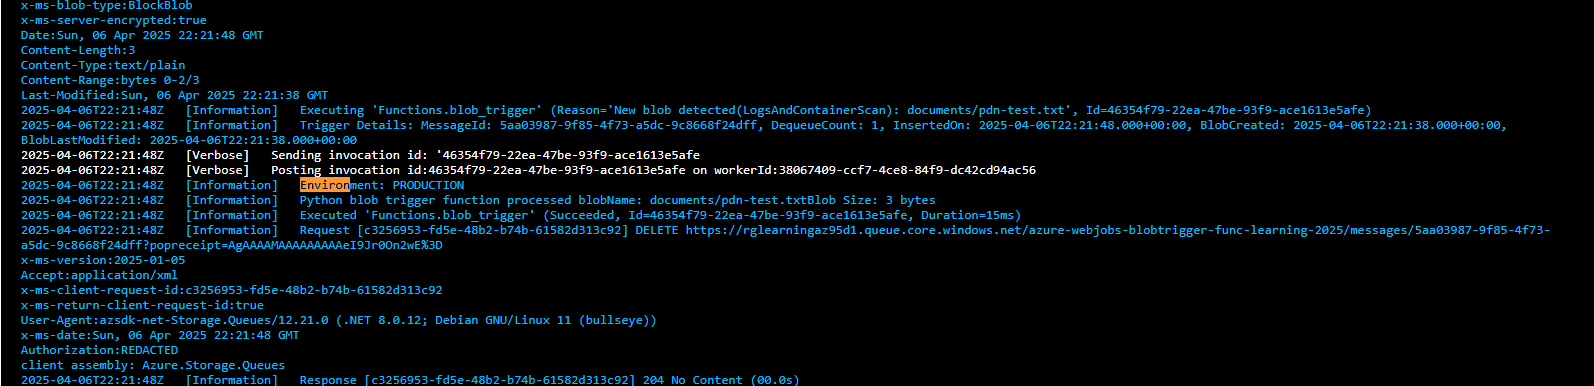 x-ms-blob-type:BlockBlob
x-ms-server-encrypted:true
Date:Sun, 06 Apr 2025 22:21:48 GMT
Content-Length:3
Content-Type:text/plain
Content-Range:bytes 0-2/3
Last-Modified:Sun, 06 Apr 2025 22:21:38 GMT
2025-04-06T22:21:48Z   [Information]   Executing 'Functions.blob_trigger' (Reason='New blob detected(LogsAndContainerScan): documents/pdn-test.txt', Id=46354f79-22ea-47be-93f9-ace1613e5afe)
2025-04-06T22:21:48Z   [Information]   Trigger Details: MessageId: 5aa03987-9f85-4f73-a5dc-9c8668f24dff, DequeueCount: 1, InsertedOn: 2025-04-06T22:21:48.000+00:00, BlobCreated: 2025-04-06T22:21:38.000+00:00,
BlobLastModified: 2025-04-06T22:21:38.000+00:00
2025-04-06T22:21:48Z   [Verbose]   Sending invocation id: '46354f79-22ea-47be-93f9-ace1613e5afe
2025-04-06T22:21:48Z   [Verbose]   Posting invocation id:46354f79-22ea-47be-93f9-ace1613e5afe on workerId:38067409-ccf7-4ce8-84f9-dc42cd94ac56
2025-04-06T22:21:48Z   [Information]   Environment: PRODUCTION
2025-04-06T22:21:48Z   [Information]   Python blob trigger function processed blobName: documents/pdn-test.txtBlob Size: 3 bytes
2025-04-06T22:21:48Z   [Information]   Executed 'Functions.blob_trigger' (Succeeded, Id=46354f79-22ea-47be-93f9-ace1613e5afe, Duration=15ms)
2025-04-06T22:21:48Z   [Information]   Request [c3256953-fd5e-48b2-b74b-61582d313c92] DELETE https://rglearningaz95d1.queue.core.windows.net/azure-webjobs-blobtrigger-func-learning-2025/messages/5aa03987-9f85-4f73-
a5dc-9c8668f24dff?popreceipt=AgAAAAMAAAAAAAAAeI9Jr0On2wE%3D
x-ms-version:2025-01-05
Accept:application/xml
x-ms-client-request-id:c3256953-fd5e-48b2-b74b-61582d313c92
x-ms-return-client-request-id:true
User-Agent:azsdk-net-Storage.Queues/12.21.0 (.NET 8.0.12; Debian GNU/Linux 11 (bullseye))
x-ms-date:Sun, 06 Apr 2025 22:21:48 GMT
Authorization:REDACTED
client assembly: Azure.Storage.Queues
2025-04-06T22:21:48Z   [Information]   Response [c3256953-fd5e-48b2-b74b-61582d313c92] 204 No Content (00.0s)